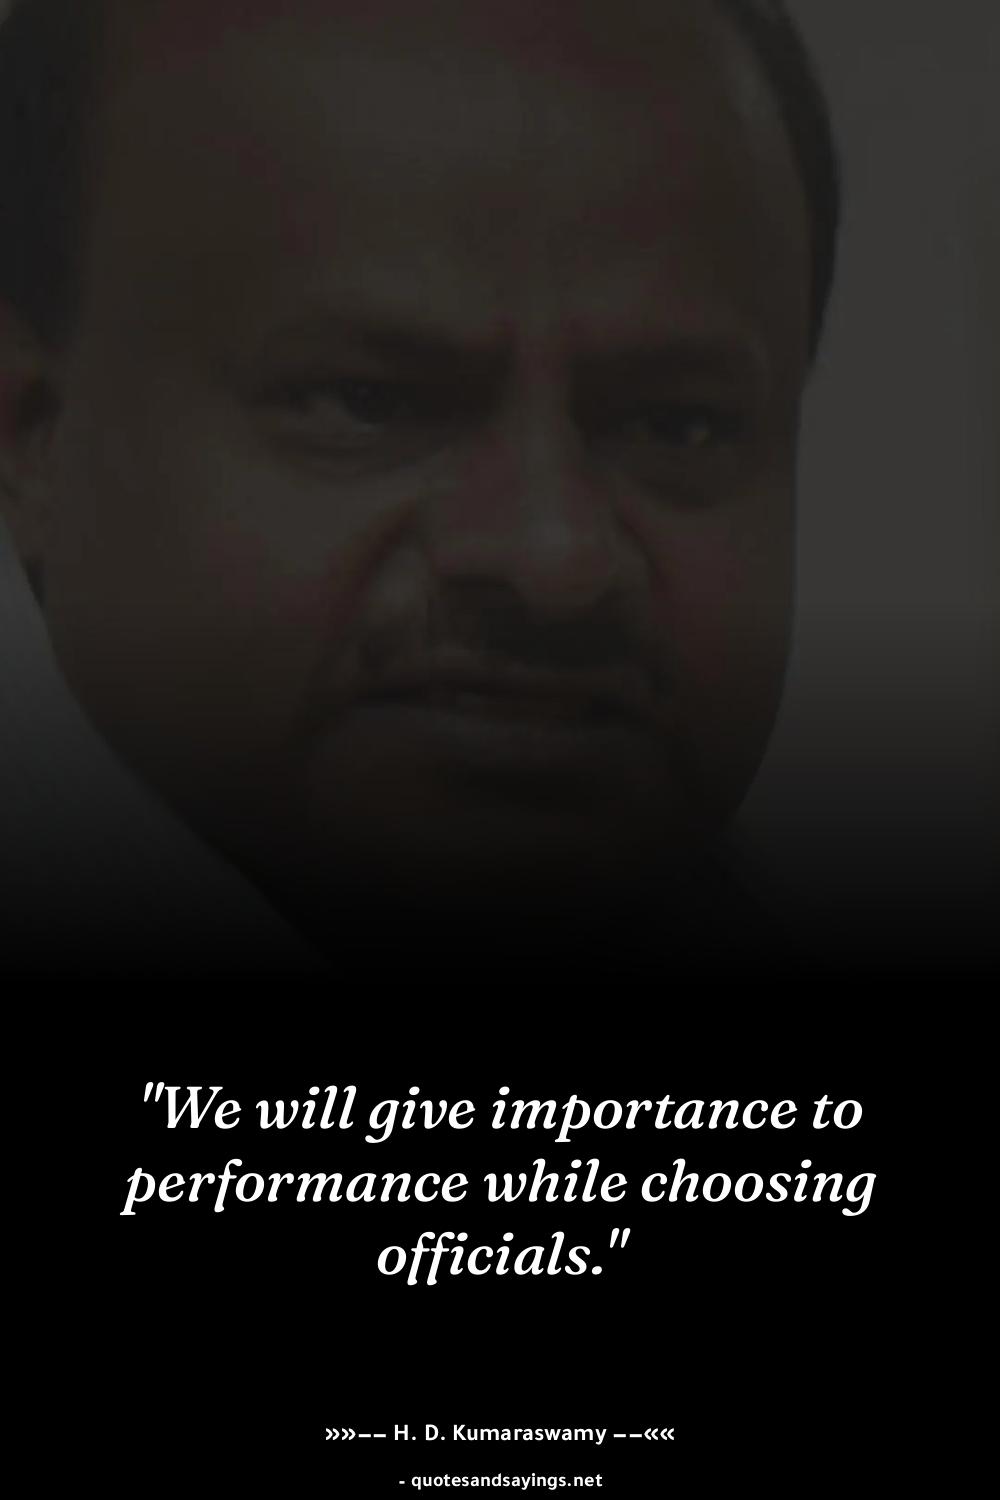 "We will give importance to
performance while choosing
officials."
»»−− H. D. Kumaraswamy −−««
- quotesandsayings.net